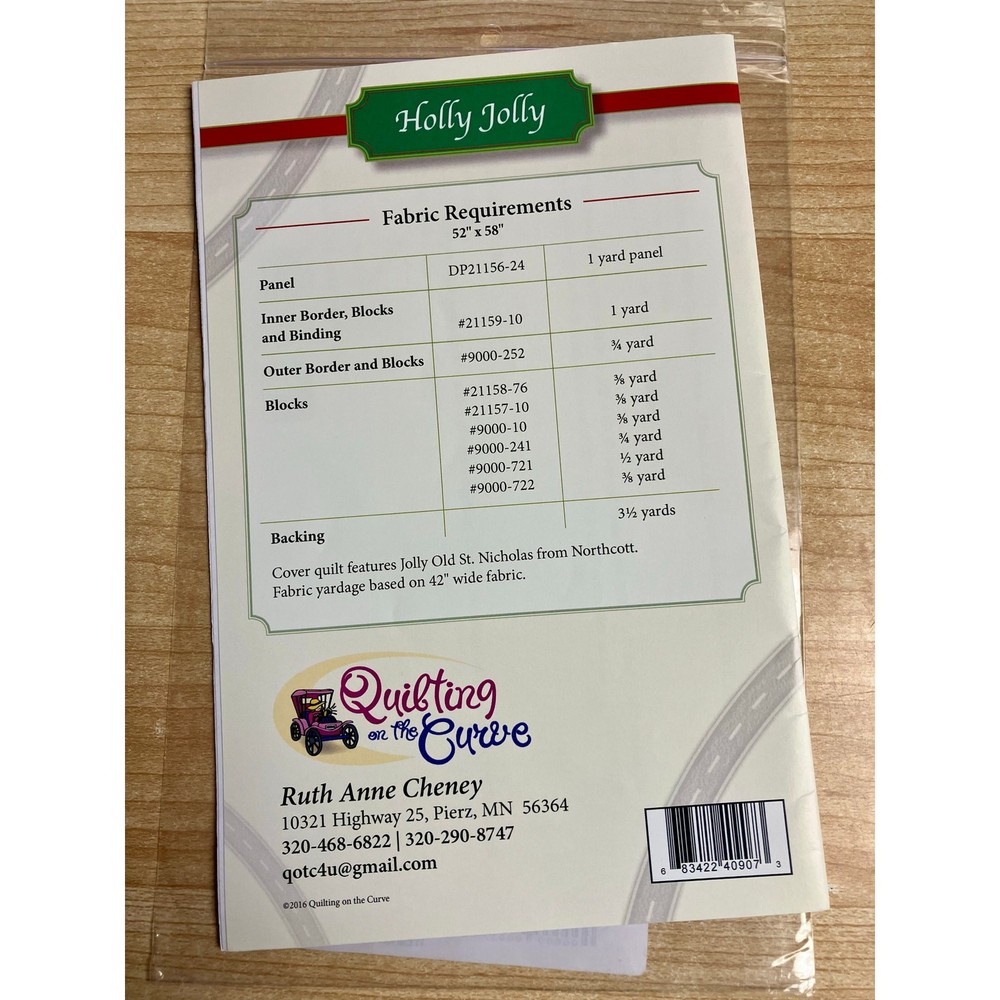 Holly Jolly
Fabric Requirements
52" x 58"
Panel DP21156-24 1 yard panel
Inner Border, Blocks
and Binding #21159-10 1 yard
Outer Border and Blocks #9000-252 ¾ yard
Blocks #21158-76 ⅜ yard
#21157-10 ⅜ yard
#9000-10 ⅜ yard
#9000-241 ¾ yard
#9000-721 ½ yard
#9000-722 ⅜ yard
Backing 3½ yards
Cover quilt features Jolly Old St. Nicholas from Northcott.
Fabric yardage based on 42" wide fabric.
Quilting
on the Curve
Ruth Anne Cheney
10321 Highway 25, Pierz, MN 56364
320-468-6822 | 320-290-8747
qotc4u@gmail.com
©2016 Quilting on the Curve
6 83422 40907 3